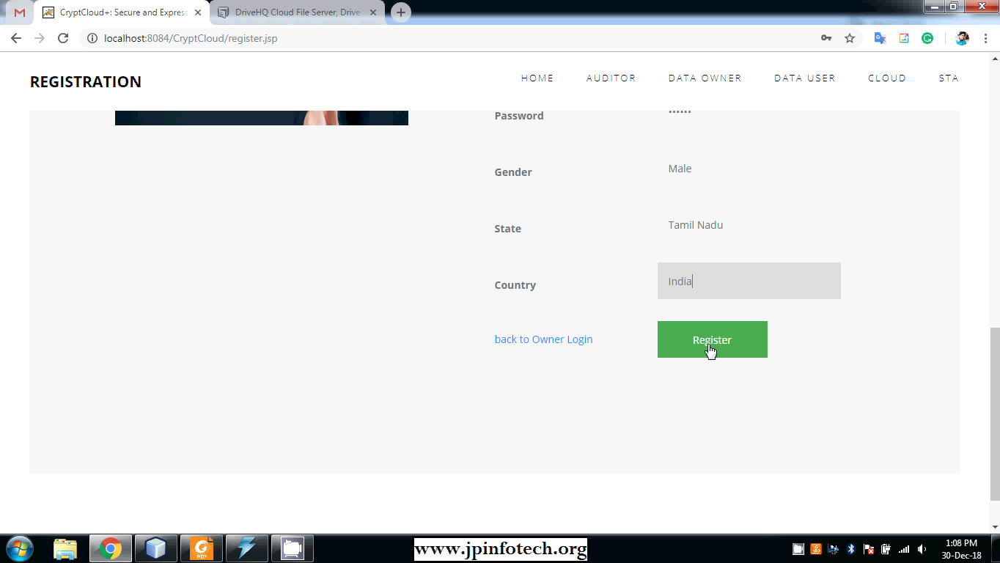 CryptCloud+: Secure and Express
DriveHQ Cloud File Server, Drive
localhost:8084/CryptCloud/register.jsp
REGISTRATION
HOME AUDITOR DATA OWNER DATA USER CLOUD STA
Password ••••••
Gender Male
State Tamil Nadu
Country India
back to Owner Login Register
PDF
www.jpinfotech.org
1:08 PM
30-Dec-18